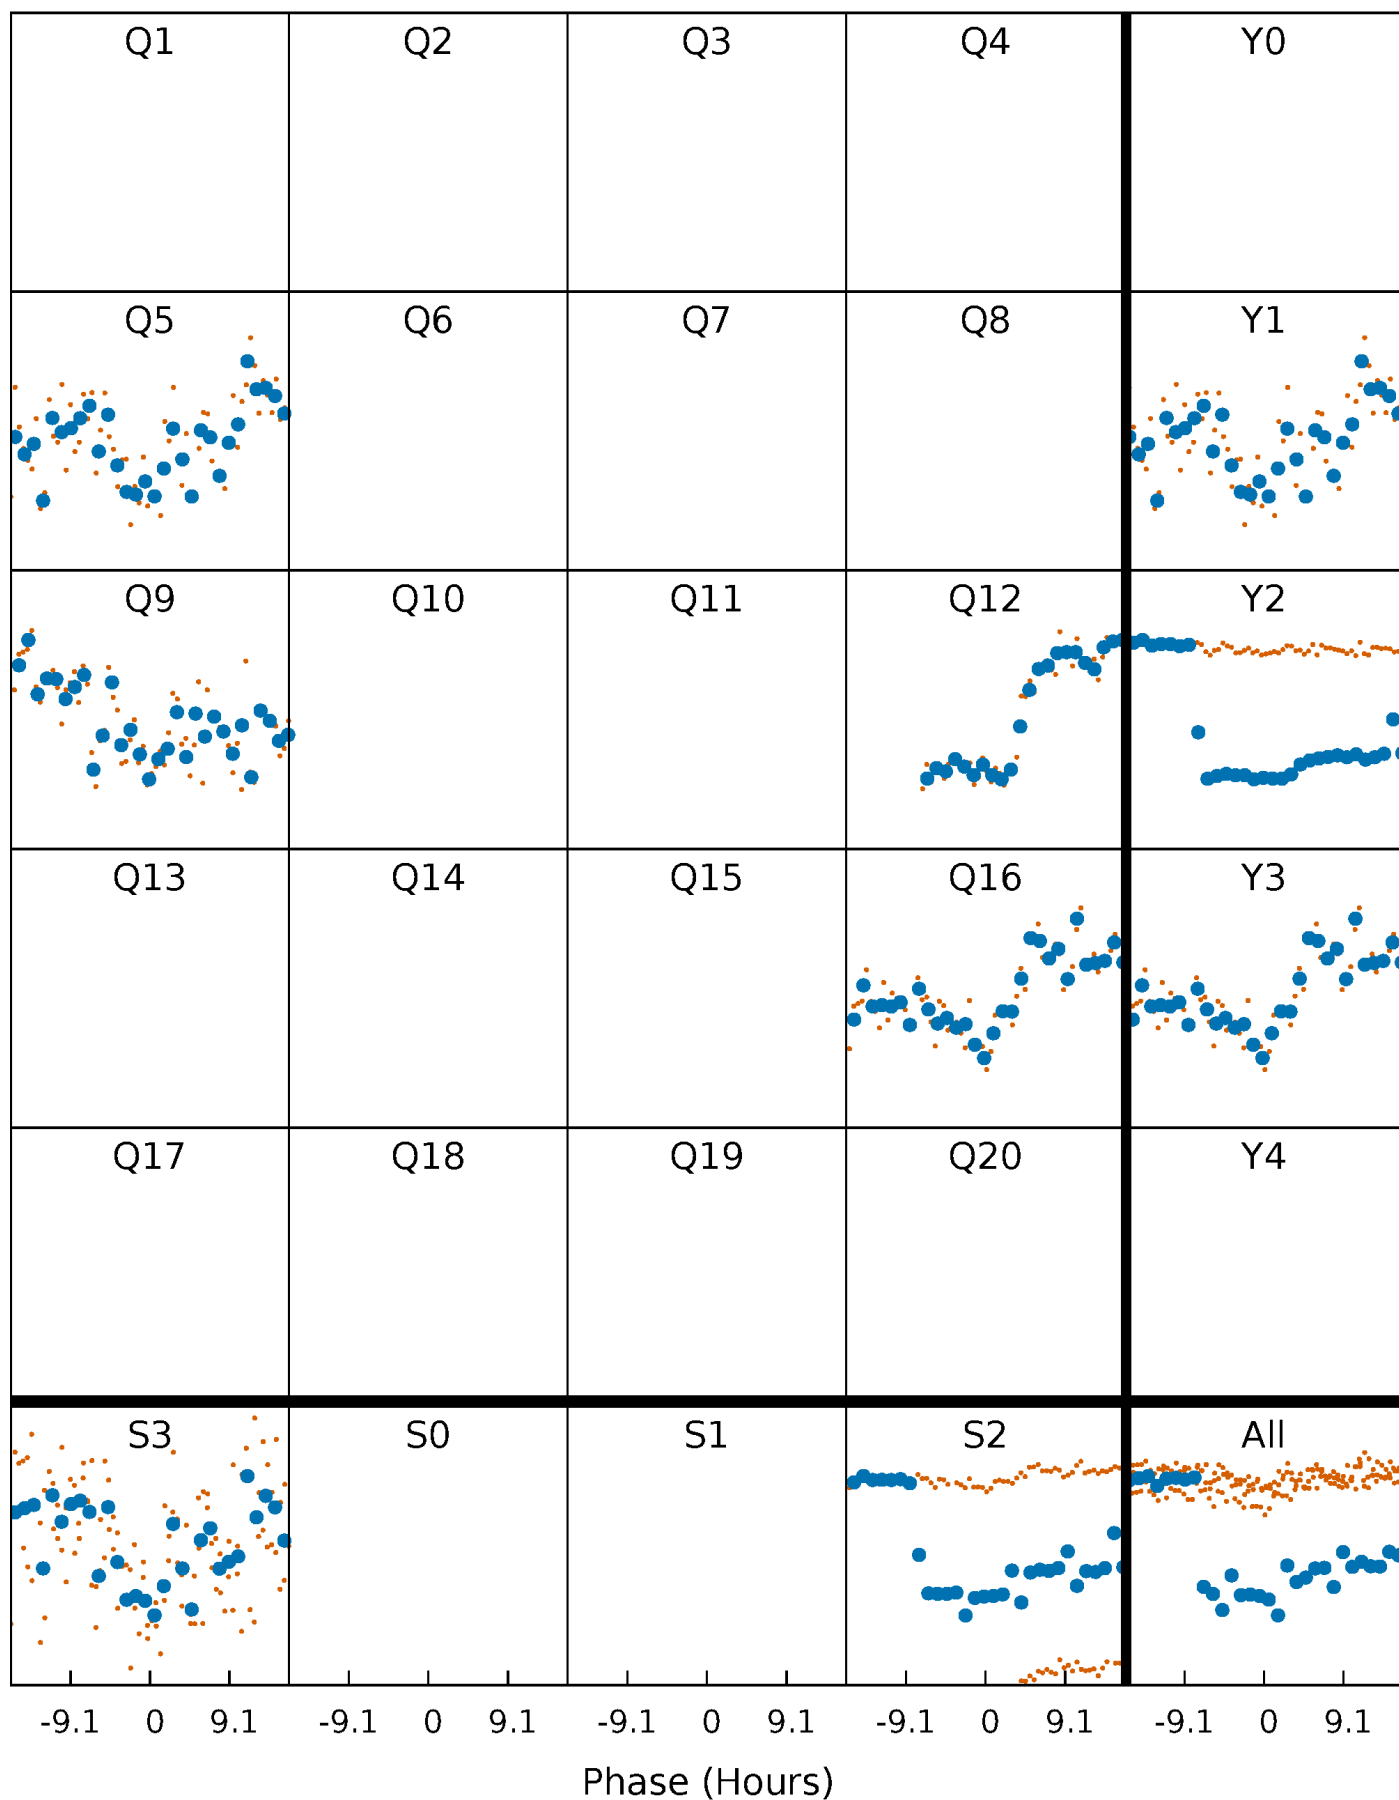 Q1 Q2 Q3 Q4 Y0
Q5 Q6 Q7 Q8 Y1
Q9 Q10 Q11 Q12 Y2
Q13 Q14 Q15 Q16 Y3
Q17 Q18 Q19 Q20 Y4
S3 S0 S1 S2 All
-9.1 0 9.1 -9.1 0 9.1 -9.1 0 9.1 -9.1 0 9.1 -9.1 0 9.1
Phase (Hours)